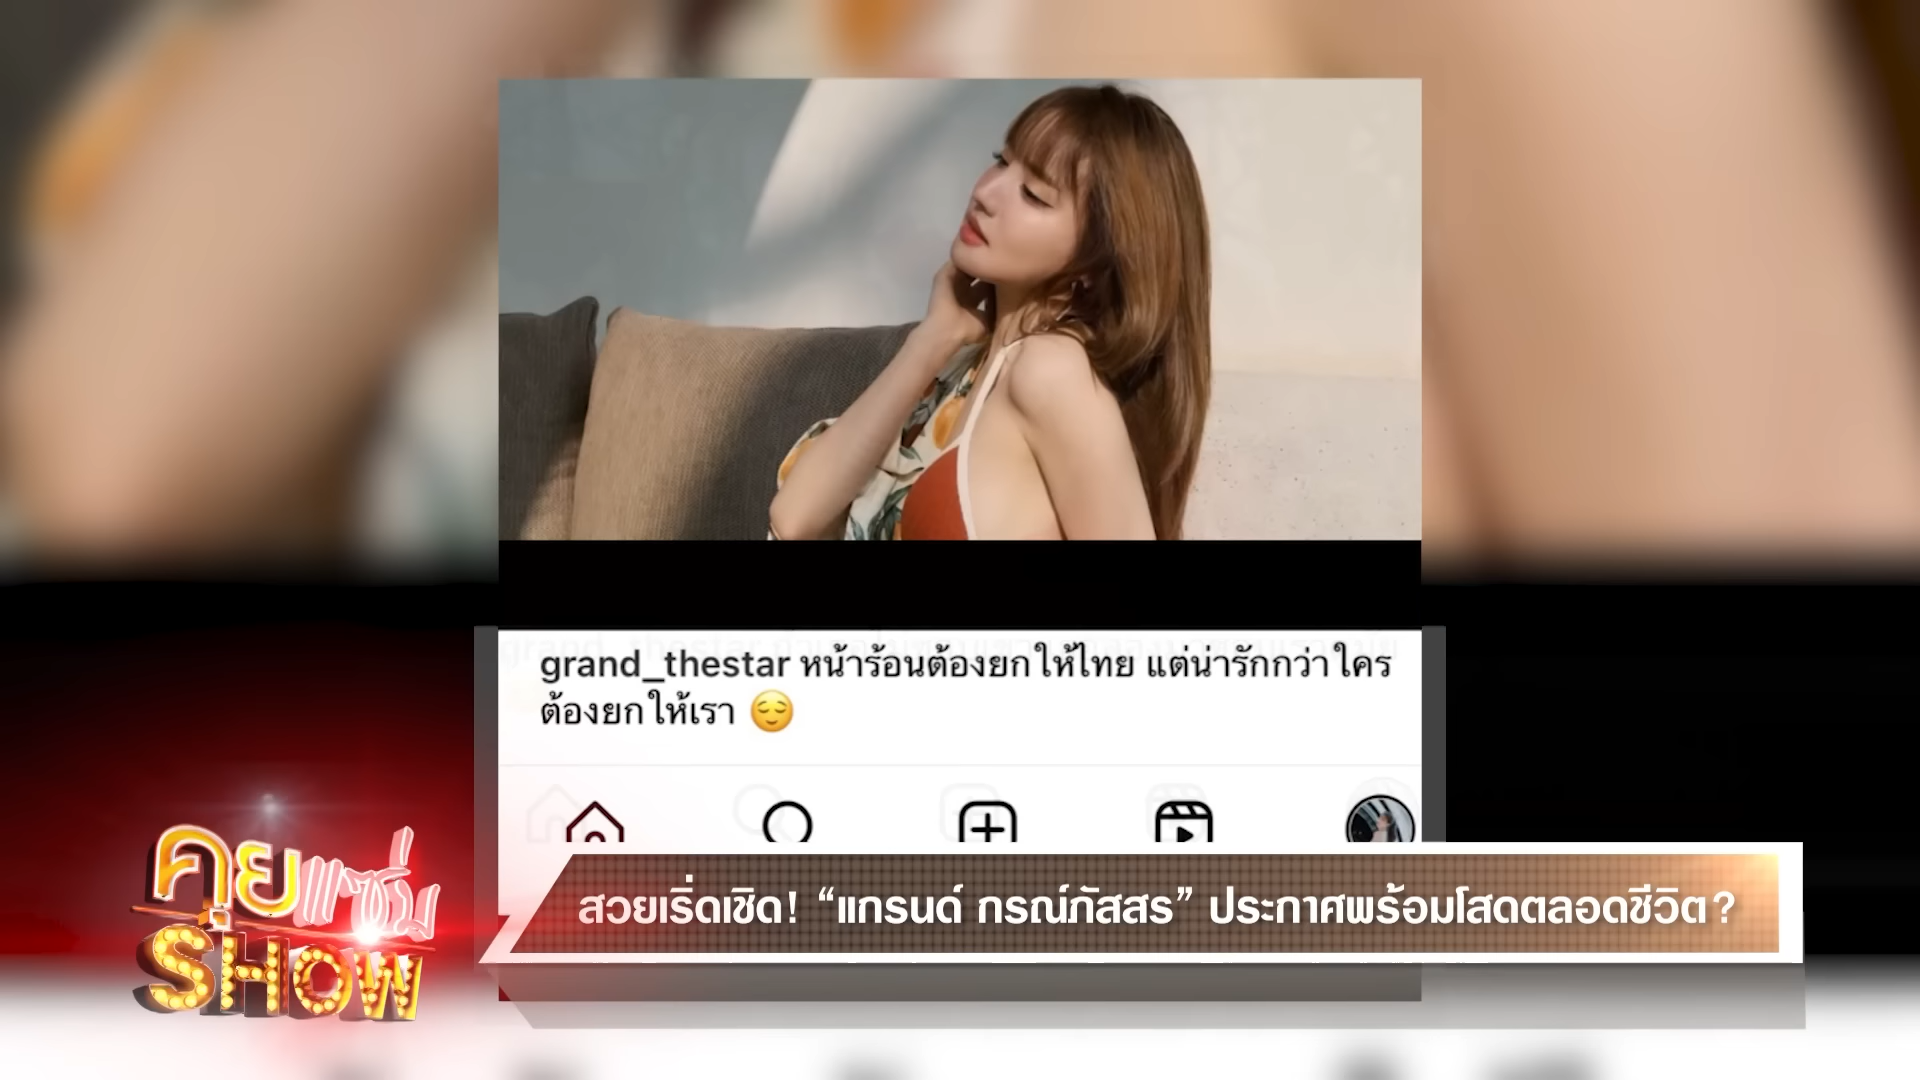 grand_thestar หน้าร้อนต้องยกให้ไทย แต่น่ารักกว่าใคร
ต้องยกให้เรา 😌
คุยแซ่บ
SHOW
สวยเริ่ดเชิด! “แกรนด์ กรณ์ภัสสร” ประกาศพร้อมโสดตลอดชีวิต?